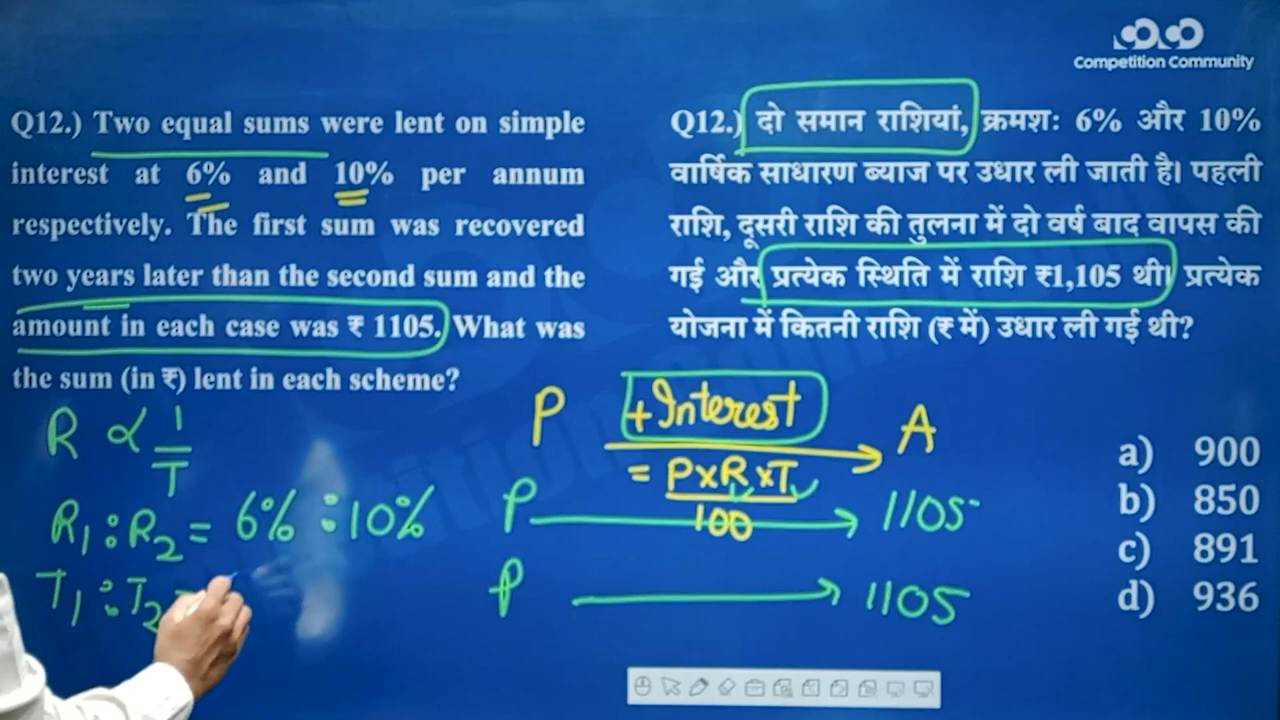 Competition Community
Q12.) Two equal sums were lent on simple
interest at 6% and 10% per annum
respectively. The first sum was recovered
two years later than the second sum and the
amount in each case was ₹ 1105. What was
the sum (in ₹) lent in each scheme?
Q12.) दो समान राशियां, क्रमश: 6% और 10%
वार्षिक साधारण ब्याज पर उधार ली जाती है। पहली
राशि, दूसरी राशि की तुलना में दो वर्ष बाद वापस की
गई और प्रत्येक स्थिति में राशि ₹1,105 थी। प्रत्येक
योजना में कितनी राशि (₹ में) उधार ली गई थी?
R ∝ 1/T
R₁ : R₂ = 6% : 10%
T₁ : T₂ =
P + Interest A
= P×R×T
100
P 1105
P 1105
a) 900
b) 850
c) 891
d) 936